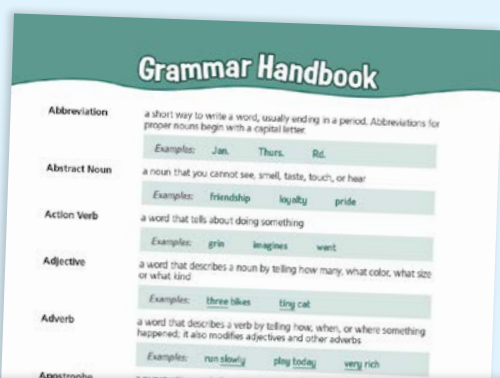 Grammar Handbook
Abbreviation
a short way to write a word, usually ending in a period. Abbreviations for
proper nouns begin with a capital letter.
Examples: Jan. Thurs. Rd.
Abstract Noun
a noun that you cannot see, smell, taste, touch, or hear
Examples: friendship loyalty pride
Action Verb
a word that tells about doing something
Examples: grin imagines went
Adjective
a word that describes a noun by telling how many, what color, what size
or what kind
Examples: three bikes tiny cat
Adverb
a word that describes a verb by telling how, when, or where something
happened; it also modifies adjectives and other adverbs
Examples: run slowly play today very rich
Apostrophe